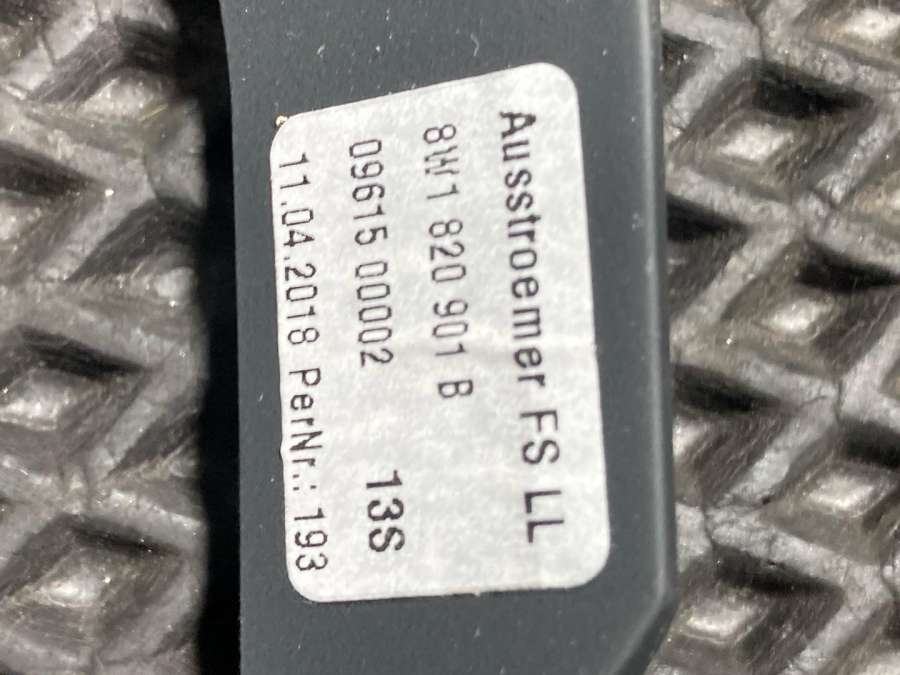 Ausstroemer FS LL
8W1 820 901 B
09615 00002 13S
11.04.2018 PerNr.: 193